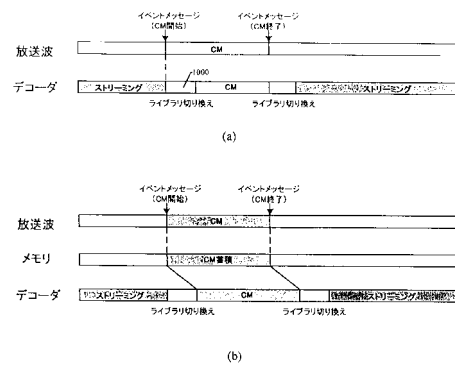 イベントメッセージ イベントメッセージ
(CM開始) (CM終了)
放送波 CM
1000
デコーダ ストリーミング CM ストリーミング
ライブラリ切り換え ライブラリ切り換え
(a)
イベントメッセージ イベントメッセージ
(CM開始) (CM終了)
放送波 CM
メモリ CM蓄積
デコーダ ストリーミング CM ストリーミング
ライブラリ切り換え ライブラリ切り換え
(b)